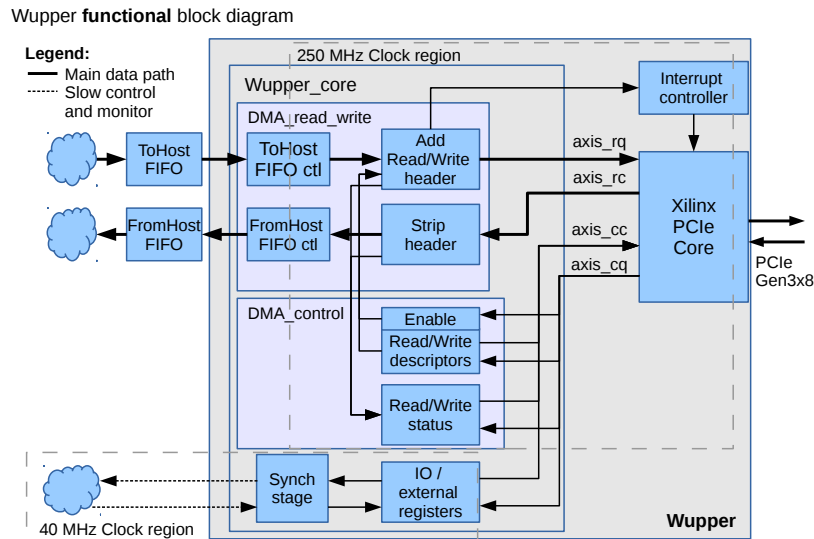 Wupper functional block diagram
Legend:
Main data path
Slow control
and monitor
250 MHz Clock region
Wupper_core
DMA_read_write
Interrupt
controller
ToHost
FIFO
ToHost
FIFO ctl
Add
Read/Write
header
axis_rq
axis_rc
FromHost
FIFO
FromHost
FIFO ctl
Strip
header
Xilinx
PCIe
Core
axis_cc
axis_cq
PCIe
Gen3x8
DMA_control
Enable
Read/Write
descriptors
Read/Write
status
Synch
stage
IO /
external
registers
40 MHz Clock region
Wupper